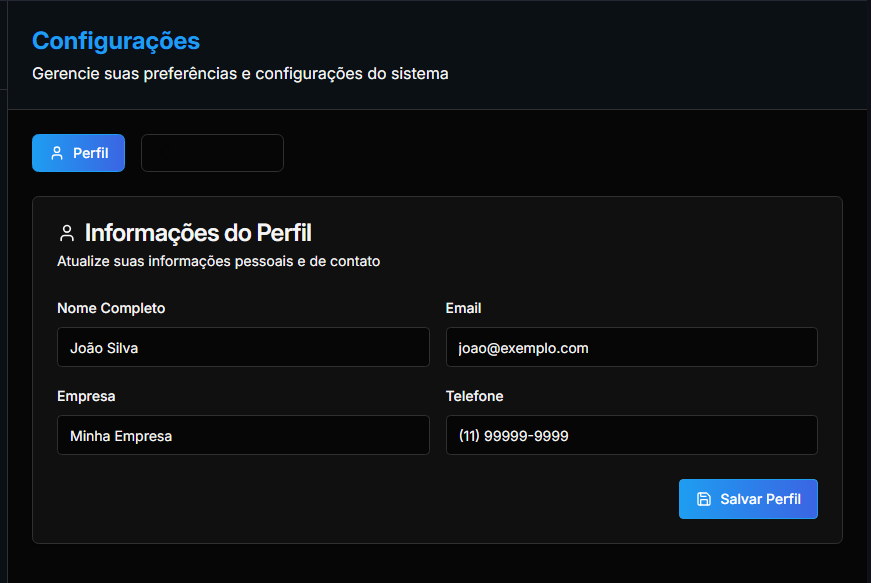 Configurações
Gerencie suas preferências e configurações do sistema
Perfil
Informações do Perfil
Atualize suas informações pessoais e de contato
Nome Completo
Email
João Silva
joao@exemplo.com
Empresa
Telefone
Minha Empresa
(11) 99999-9999
Salvar Perfil